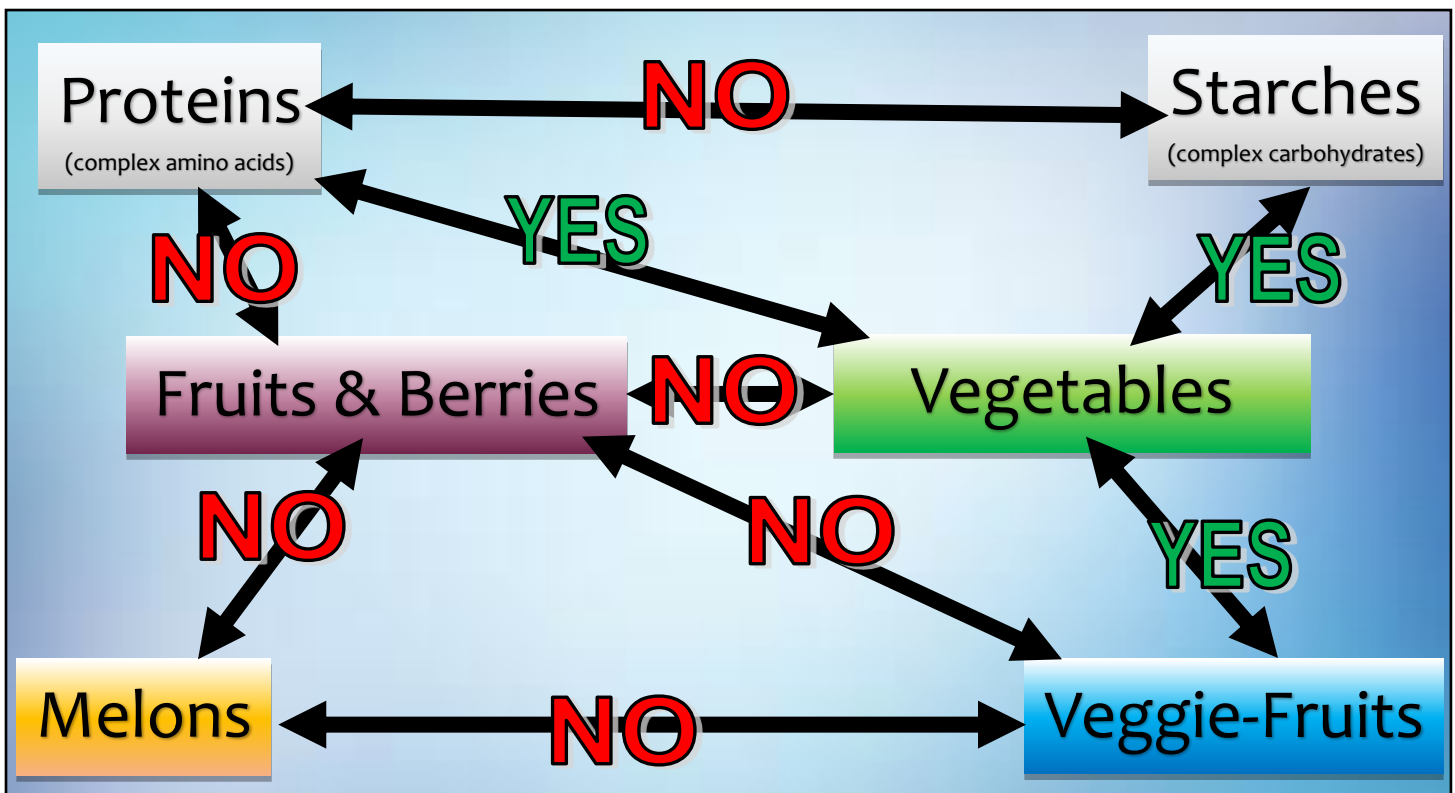 Proteins
(complex amino acids)
NO
Starches
(complex carbohydrates)
NO
YES
YES
Fruits & Berries
NO
Vegetables
NO
NO
YES
Melons
NO
Veggie-Fruits